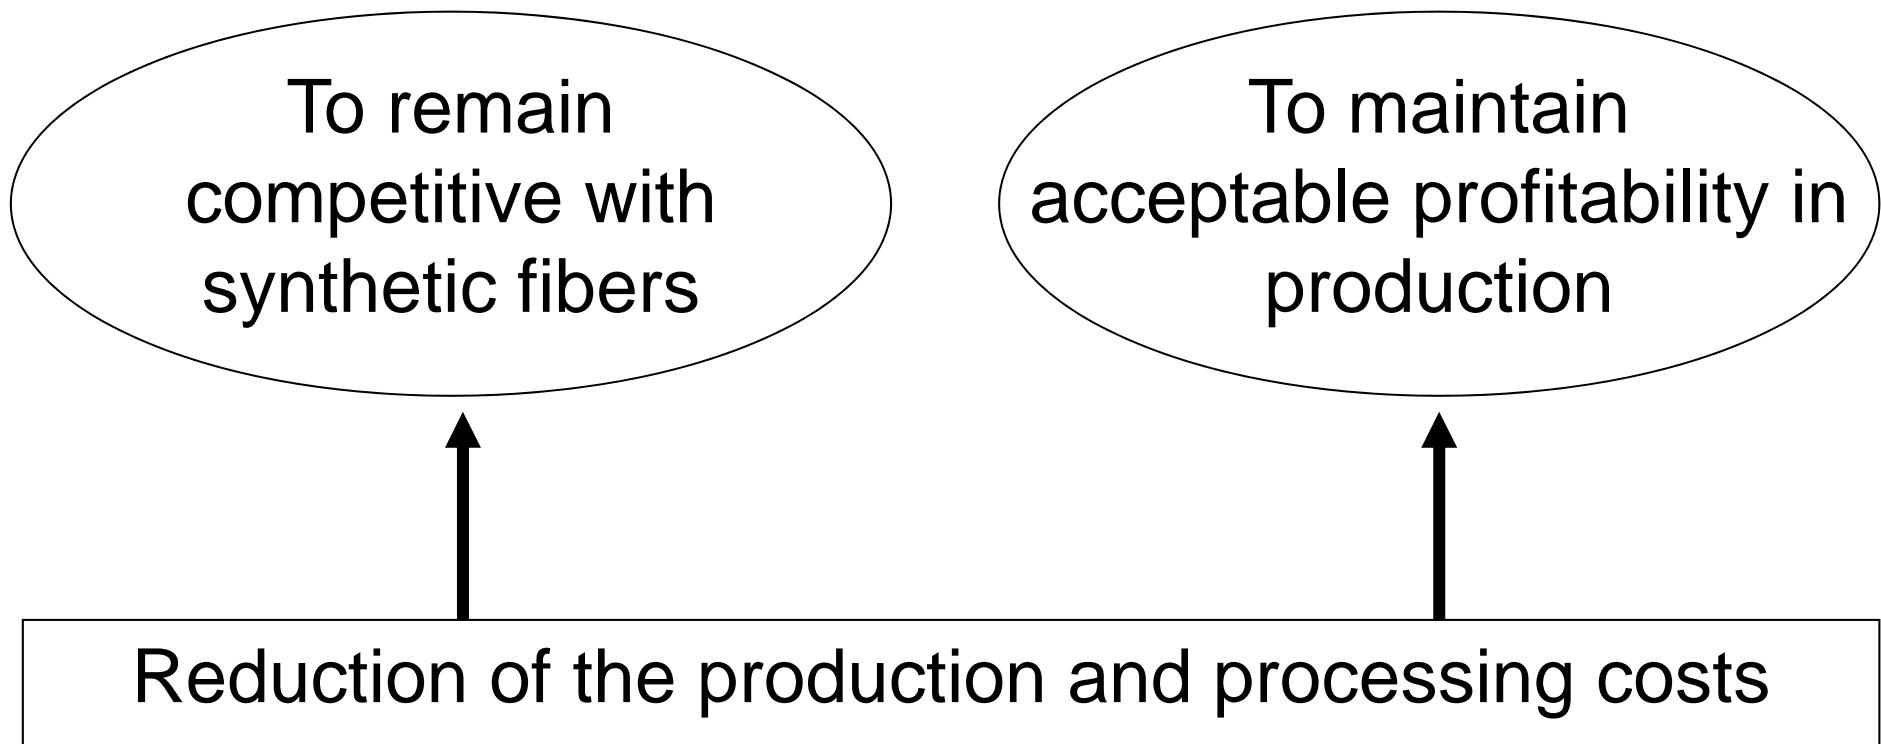 To remain
competitive with
synthetic fibers
To maintain
acceptable profitability in
production
Reduction of the production and processing costs